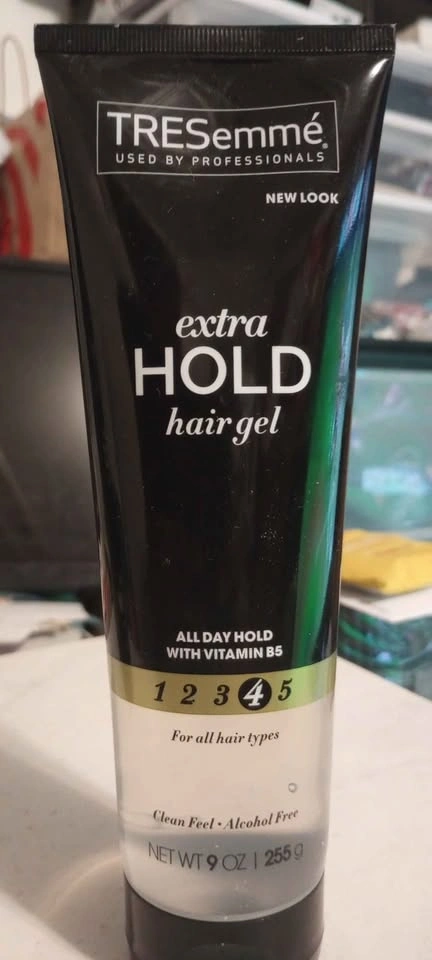 TRESemmé®
USED BY PROFESSIONALS
NEW LOOK
extra
HOLD
hair gel
ALL DAY HOLD
WITH VITAMIN B5
1 2 3 4 5
For all hair types
Clean Feel • Alcohol Free
NET WT 9 OZ | 255 g